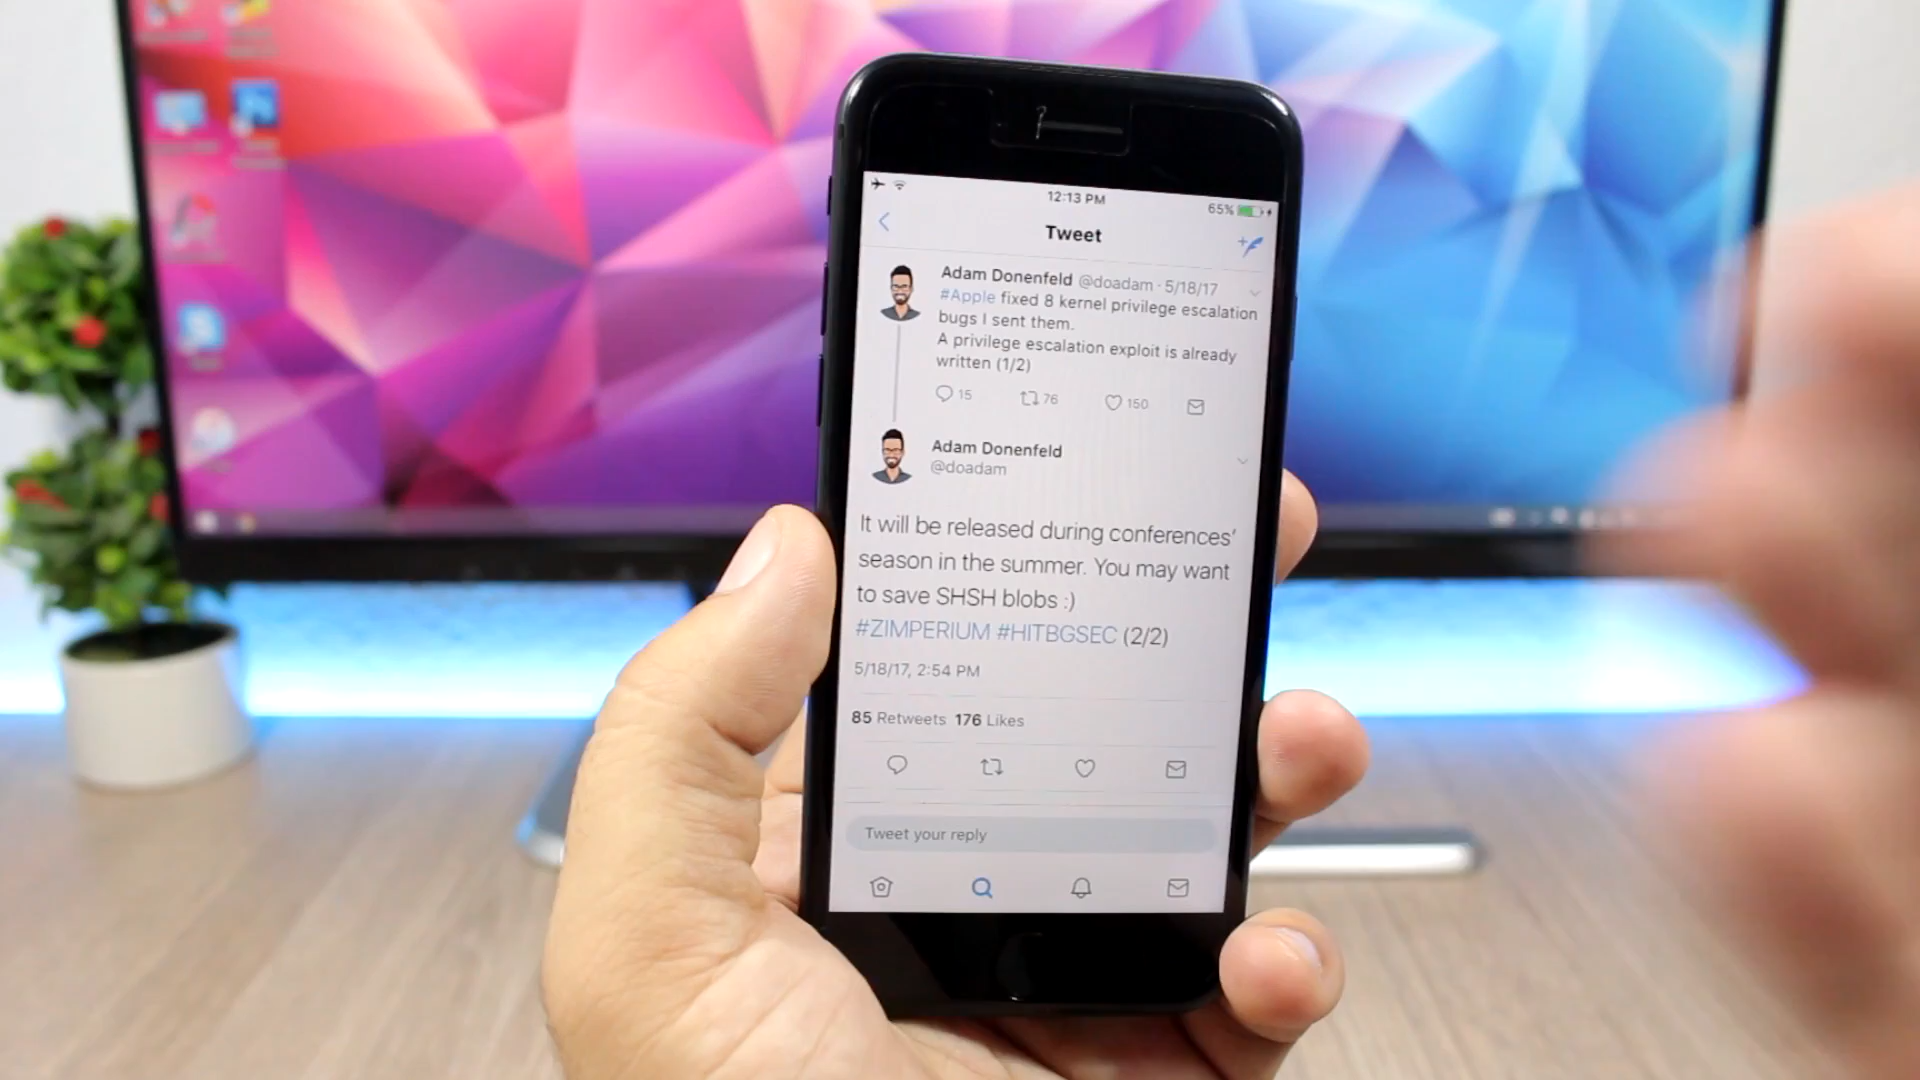 12:13 PM
65%
Tweet
Adam Donenfeld @doadam · 5/18/17
#Apple fixed 8 kernel privilege escalation
bugs I sent them.
A privilege escalation exploit is already
written (1/2)
15 76 150
Adam Donenfeld
@doadam
It will be released during conferences'
season in the summer. You may want
to save SHSH blobs :)
#ZIMPERIUM #HITBGSEC (2/2)
5/18/17, 2:54 PM
85 Retweets 176 Likes
Tweet your reply